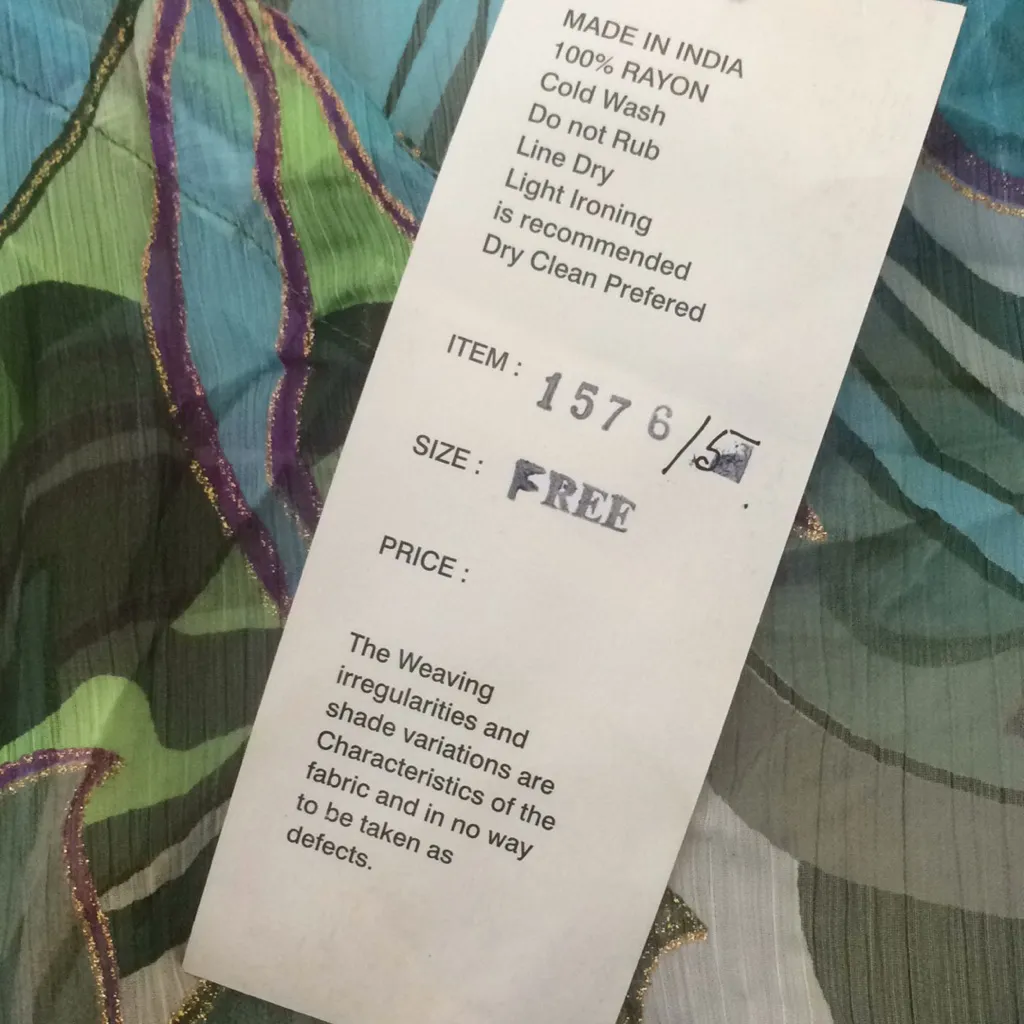 MADE IN INDIA
100% RAYON
Cold Wash
Do not Rub
Line Dry
Light Ironing
is recommended
Dry Clean Prefered
ITEM : 1576/5
SIZE : FREE
PRICE :
The Weaving
irregularities and
shade variations are
Characteristics of the
fabric and in no way
to be taken as
defects.